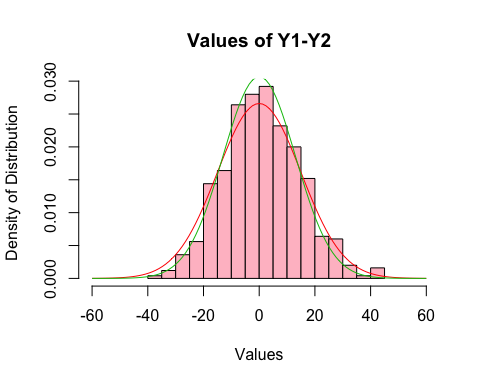 Values of Y1-Y2
Density of Distribution
0.030
0.020
0.010
0.000
-60 -40 -20 0 20 40 60
Values